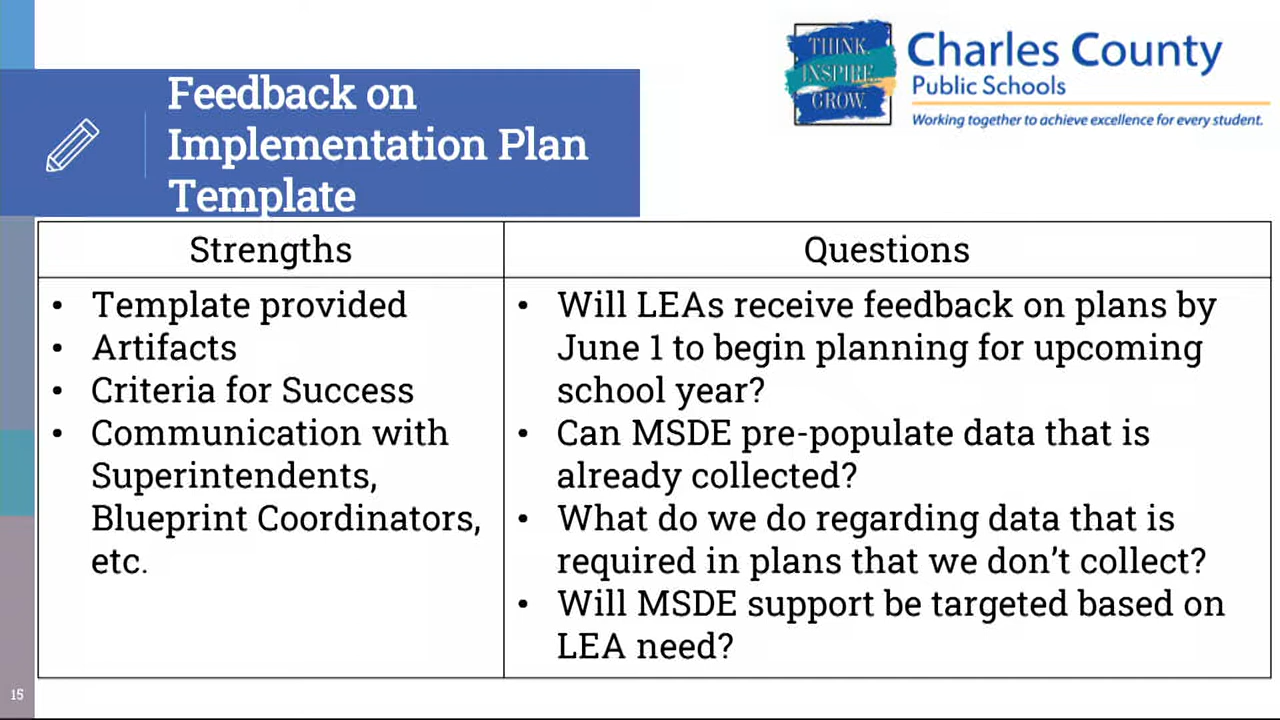 THINK.
INSPIRE.
GROW.
Charles County
Public Schools
Working together to achieve excellence for every student.
Feedback on
Implementation Plan
Template
Strengths
• Template provided
• Artifacts
• Criteria for Success
• Communication with
Superintendents,
Blueprint Coordinators,
etc.
Questions
• Will LEAs receive feedback on plans by
June 1 to begin planning for upcoming
school year?
• Can MSDE pre-populate data that is
already collected?
• What do we do regarding data that is
required in plans that we don’t collect?
• Will MSDE support be targeted based on
LEA need?
15